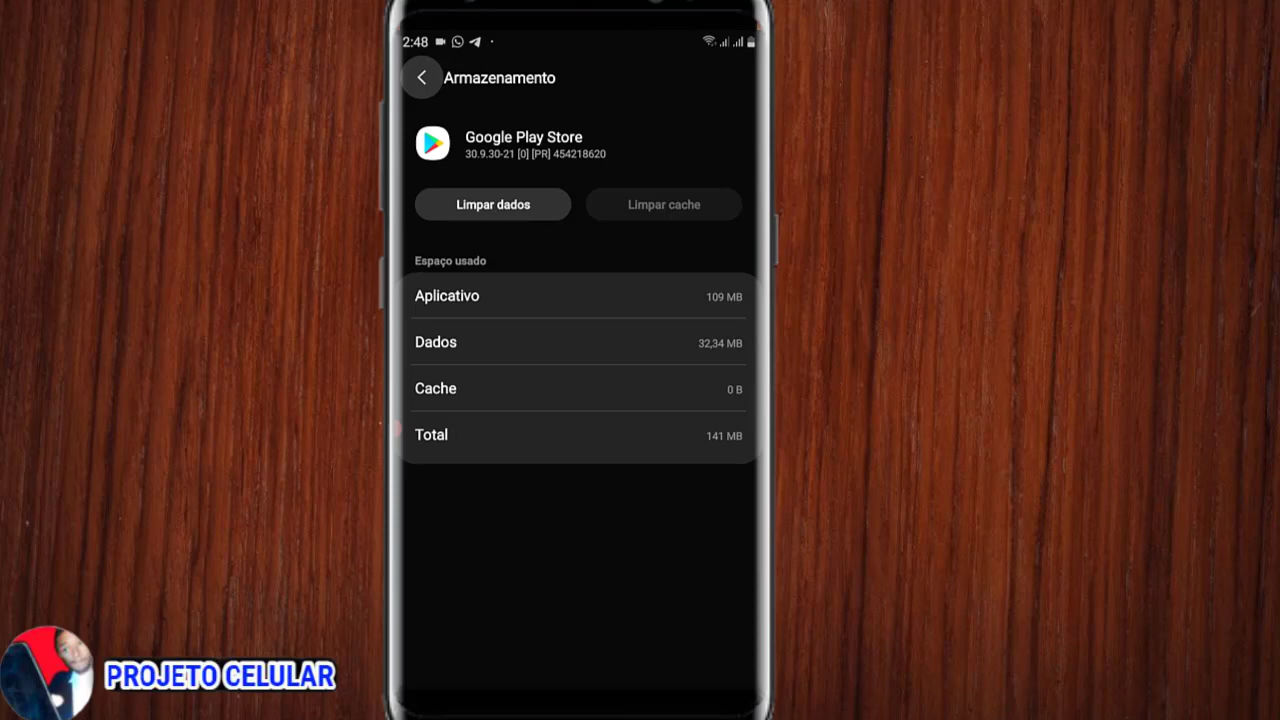 2:48
Armazenamento
Google Play Store
30.9.30-21 [0] [PR] 454218620
Limpar dados
Limpar cache
Espaço usado
Aplicativo
109 MB
Dados
32,34 MB
Cache
0 B
Total
141 MB
PROJETO CELULAR